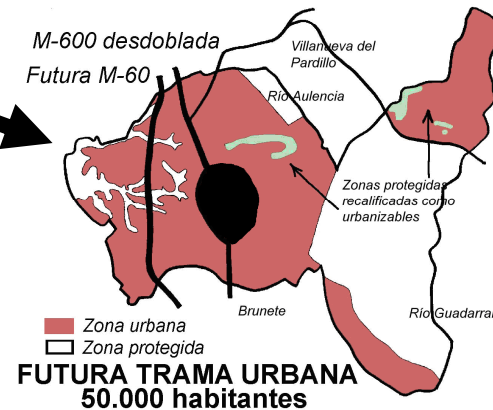 M-600 desdoblada
Futura M-60
Villanueva del
Pardillo
Río Aulencia
Zonas protegidas
recalificadas como
urbanizables
Brunete
Río Guadarra
Zona urbana
Zona protegida
FUTURA TRAMA URBANA
50.000 habitantes